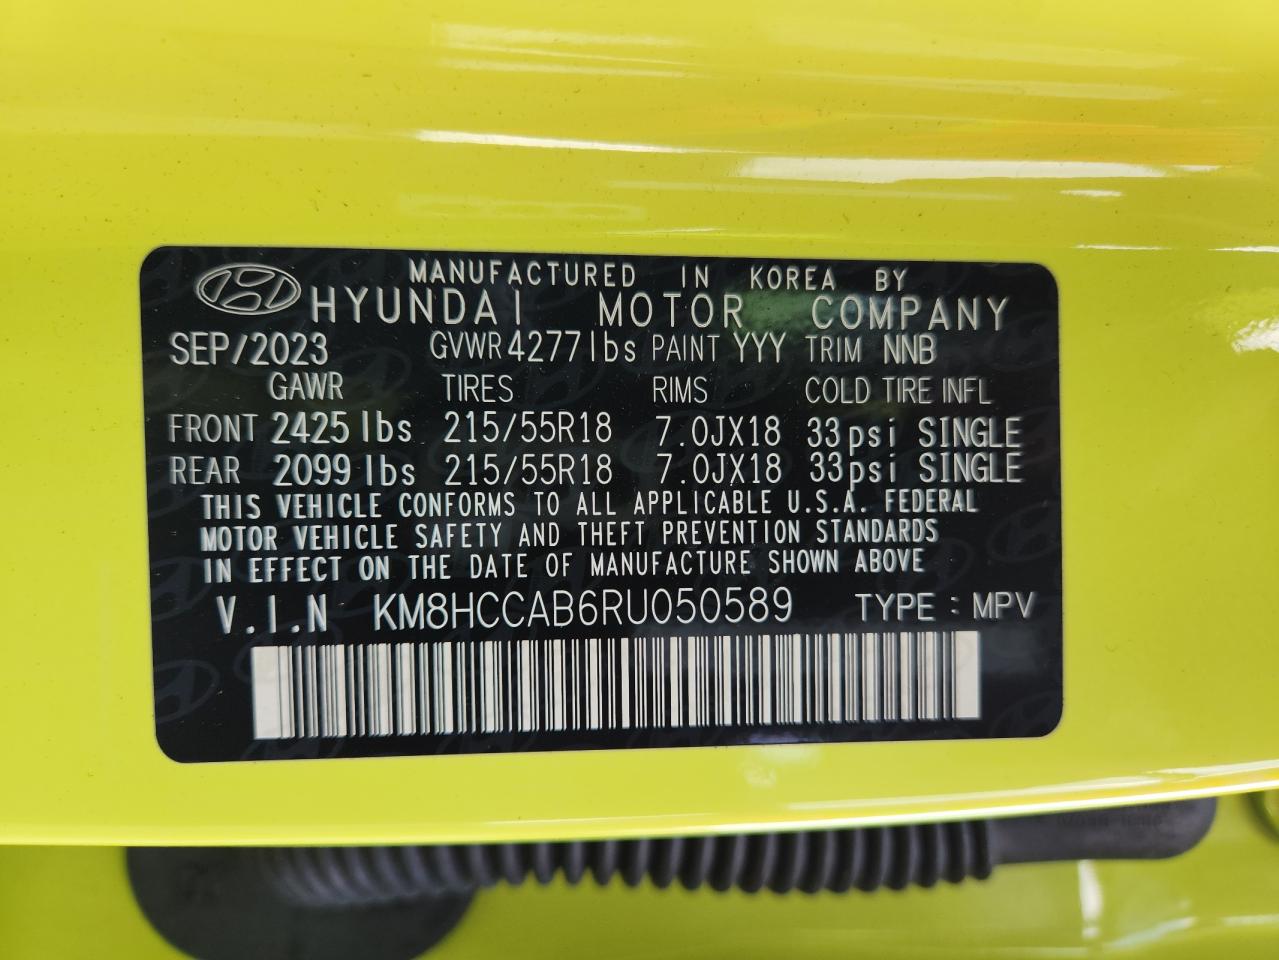 MANUFACTURED IN KOREA BY
HYUNDAI MOTOR COMPANY
SEP/2023 GVWR 4277lbs PAINT YYY TRIM NNB
GAWR TIRES RIMS COLD TIRE INFL
FRONT 2425 lbs 215/55R18 7.0JX18 33psi SINGLE
REAR 2099 lbs 215/55R18 7.0JX18 33psi SINGLE
THIS VEHICLE CONFORMS TO ALL APPLICABLE U.S.A. FEDERAL
MOTOR VEHICLE SAFETY AND THEFT PREVENTION STANDARDS
IN EFFECT ON THE DATE OF MANUFACTURE SHOWN ABOVE
V.I.N KM8HCCAB6RU050589 TYPE : MPV